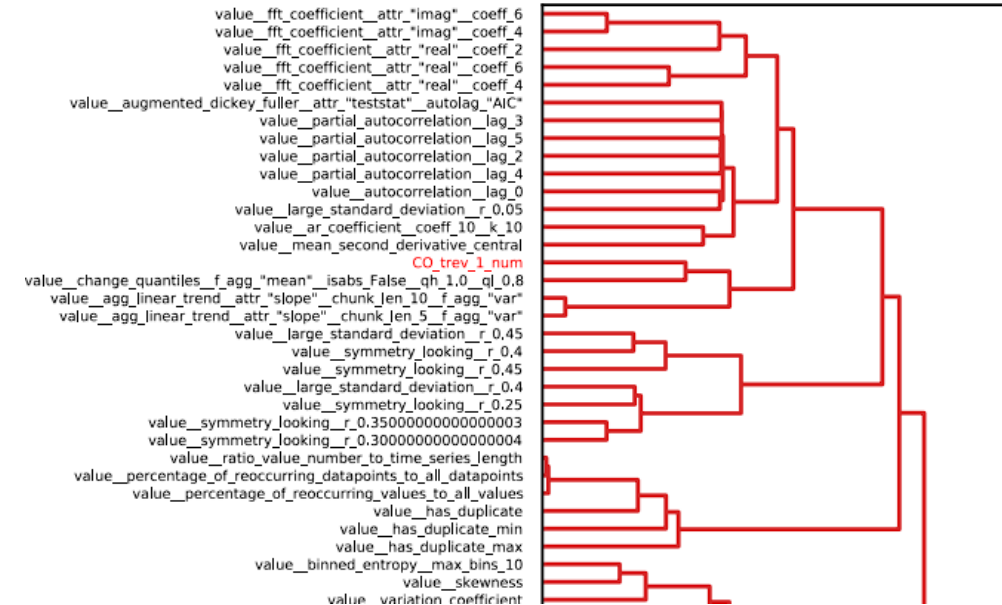 value__fft_coefficient__attr_"imag"__coeff_6
value__fft_coefficient__attr_"imag"__coeff_4
value__fft_coefficient__attr_"real"__coeff_2
value__fft_coefficient__attr_"real"__coeff_6
value__fft_coefficient__attr_"real"__coeff_4
value__augmented_dickey_fuller__attr_"teststat"__autolag_"AIC"
value__partial_autocorrelation__lag_3
value__partial_autocorrelation__lag_5
value__partial_autocorrelation__lag_2
value__partial_autocorrelation__lag_4
value__autocorrelation__lag_0
value__large_standard_deviation__r_0.05
value__ar_coefficient__coeff_10__k_10
value__mean_second_derivative_central
CO_trev_1_num
value__change_quantiles__f_agg_"mean"__isabs_False__qh_1.0__ql_0.8
value__agg_linear_trend__attr_"slope"__chunk_len_10__f_agg_"var"
value__agg_linear_trend__attr_"slope"__chunk_len_5__f_agg_"var"
value__large_standard_deviation__r_0.45
value__symmetry_looking__r_0.4
value__symmetry_looking__r_0.45
value__large_standard_deviation__r_0.4
value__symmetry_looking__r_0.25
value__symmetry_looking__r_0.35000000000000003
value__symmetry_looking__r_0.30000000000000004
value__ratio_value_number_to_time_series_length
value__percentage_of_reoccurring_datapoints_to_all_datapoints
value__percentage_of_reoccurring_values_to_all_values
value__has_duplicate
value__has_duplicate_min
value__has_duplicate_max
value__binned_entropy__max_bins_10
value__skewness
value__variation_coefficient